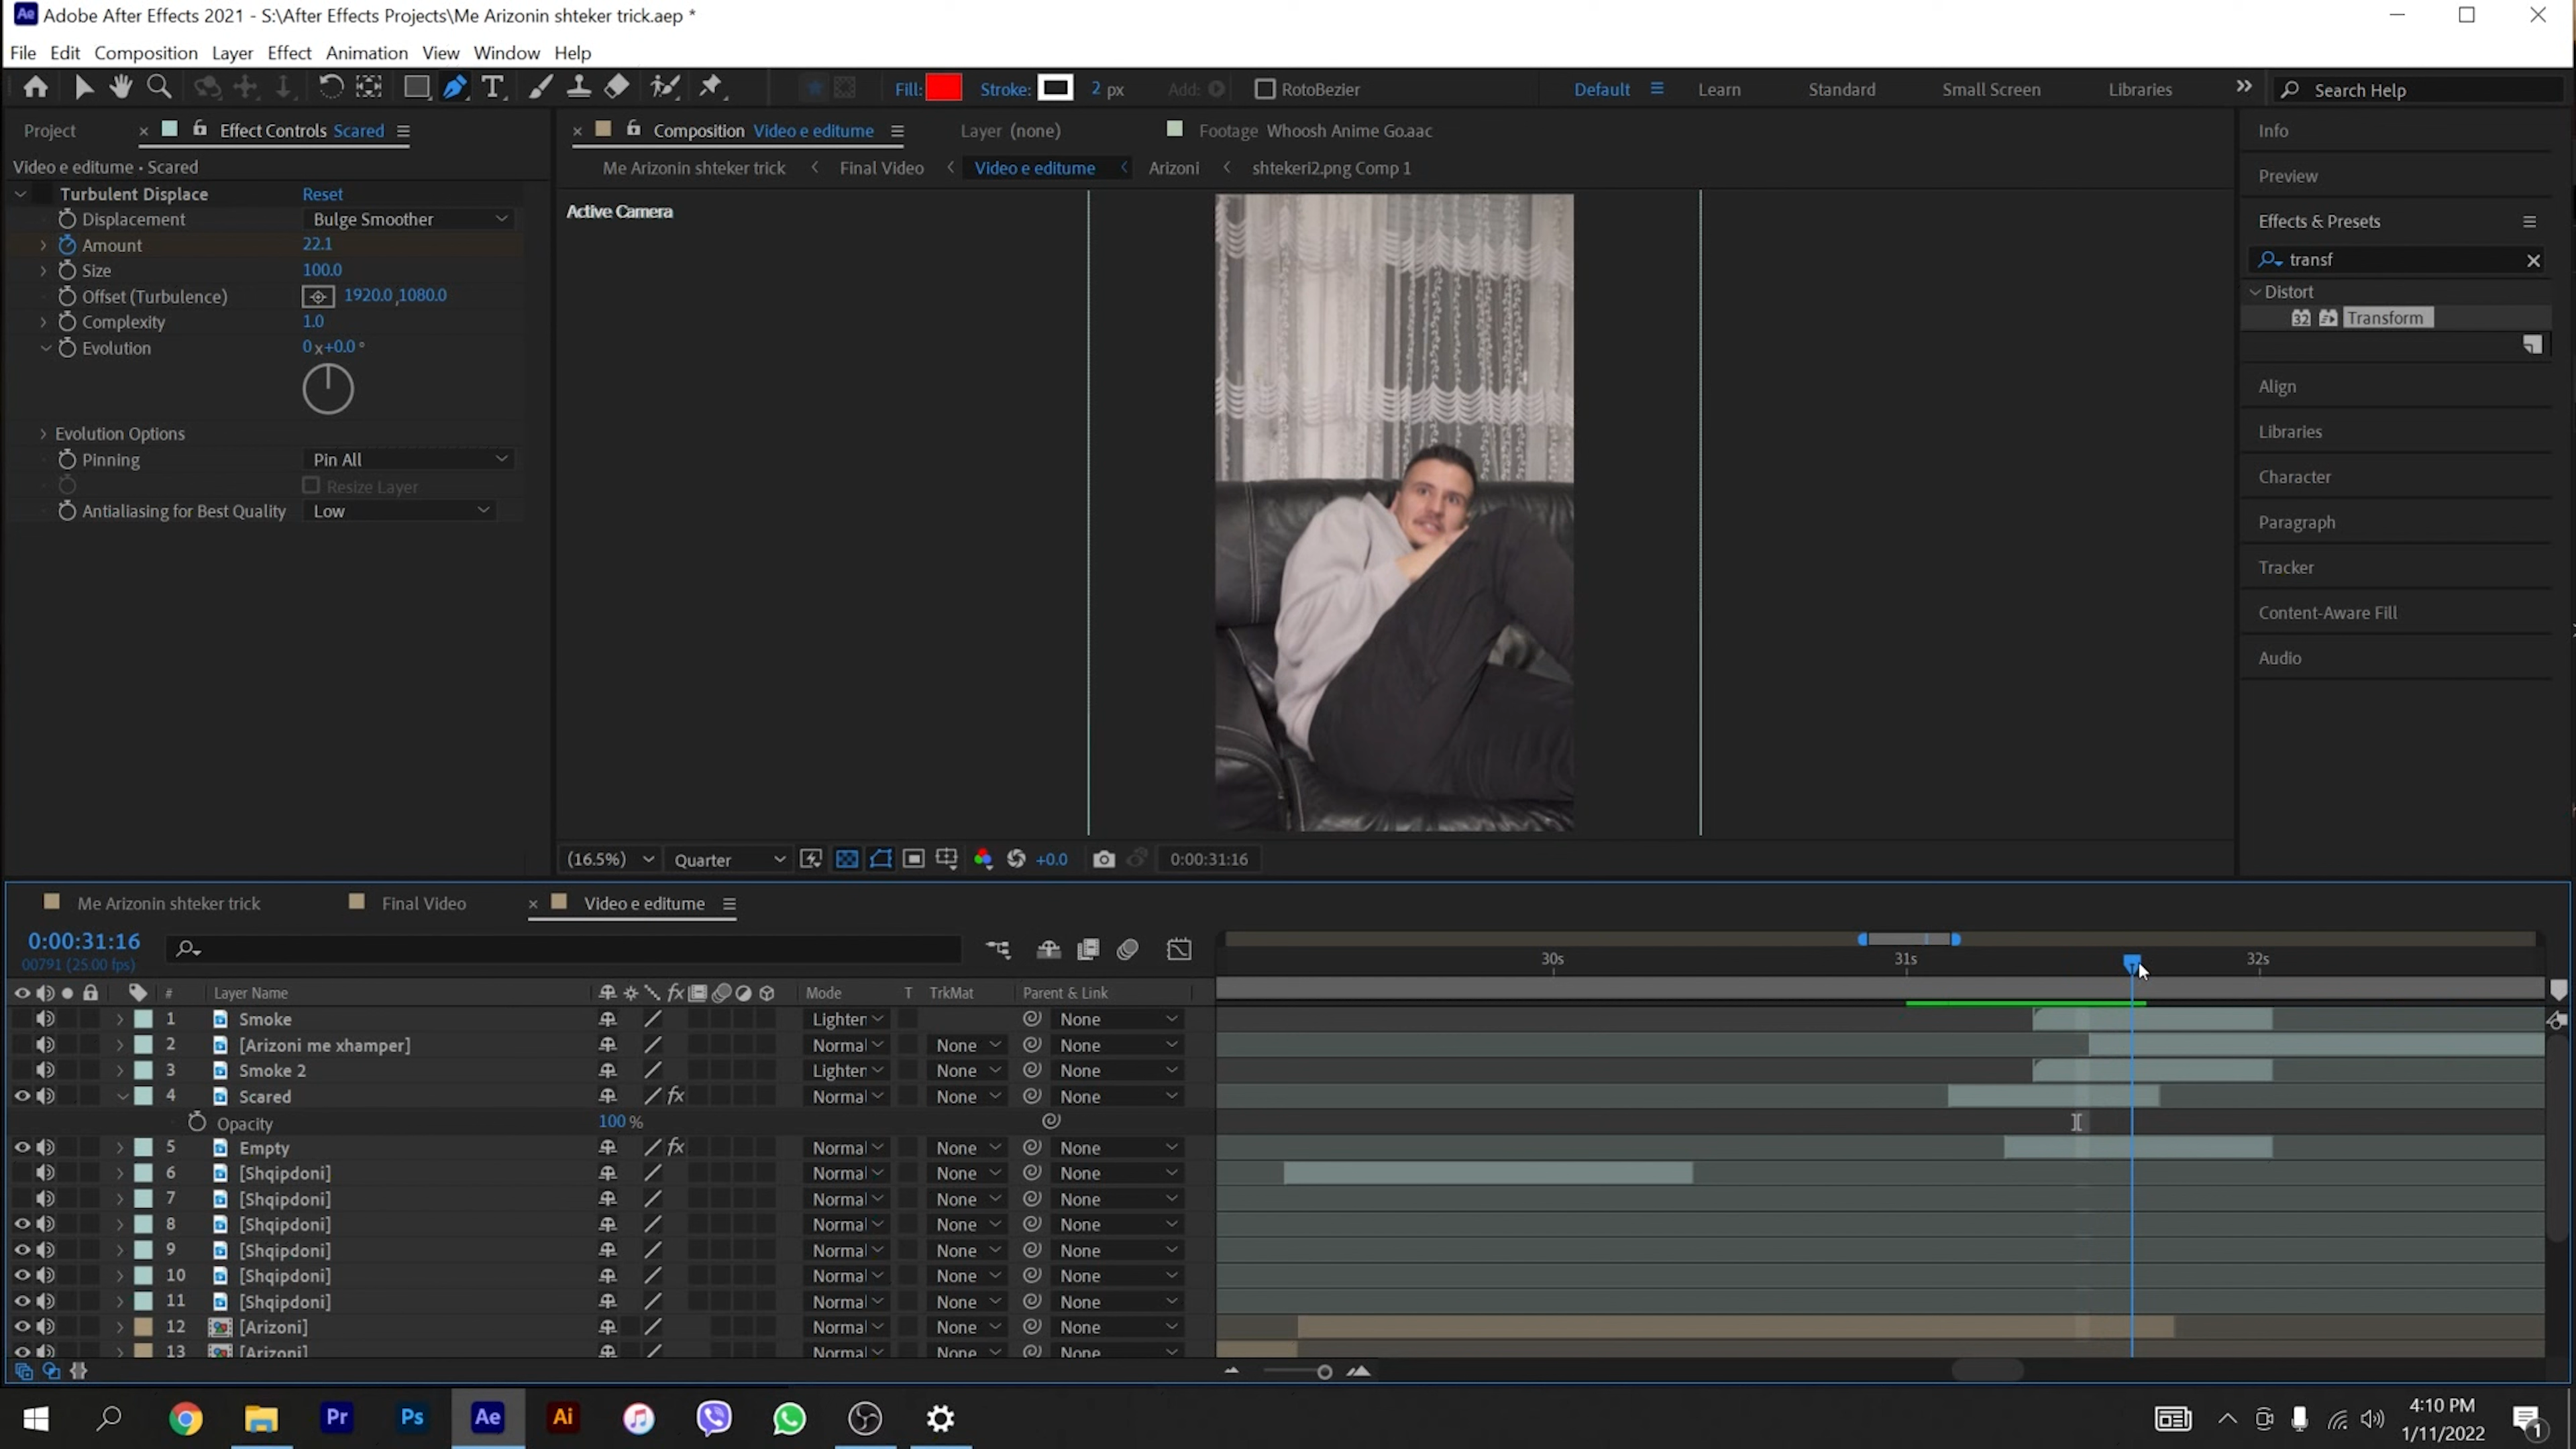 Adobe After Effects 2021 - S:\After Effects Projects\Me Arizonin shteker trick.aep *
File Edit Composition Layer Effect Animation View Window Help
Fill: Stroke: 2 px Add: RotoBezier Default Learn Standard Small Screen Libraries Search Help
Project Effect Controls Scared
Composition Video e editume Layer (none) Footage Whoosh Anime Go.aac
Info
Video e editume • Scared
Me Arizonin shteker trick Final Video Video e editume Arizoni shtekeri2.png Comp 1
Preview
Turbulent Displace Reset
Displacement Bulge Smoother
Amount 22.1
Size 100.0
Offset (Turbulence) 1920.0 ,1080.0
Complexity 1.0
Evolution 0 x+0.0 °
Evolution Options
Pinning Pin All
Resize Layer
Antialiasing for Best Quality Low
Active Camera
Effects & Presets
transf
Distort
32 Transform
Align
Libraries
Character
Paragraph
Tracker
Content-Aware Fill
Audio
(16.5%) Quarter +0.0 0:00:31:16
Me Arizonin shteker trick Final Video Video e editume
0:00:31:16
00791 (25.00 fps)
30s 31s 32s
# Layer Name fx Mode T TrkMat Parent & Link
1 Smoke Lighter None
2 [Arizoni me xhamper] Normal None None
3 Smoke 2 Lighter None None
4 Scared fx Normal None None
Opacity 100 %
5 Empty fx Normal None None
6 [Shqipdoni] Normal None None
7 [Shqipdoni] Normal None None
8 [Shqipdoni] Normal None None
9 [Shqipdoni] Normal None None
10 [Shqipdoni] Normal None None
11 [Shqipdoni] Normal None None
12 [Arizoni] Normal None None
13 [Arizoni] Normal None None
Pr Ps Ae Ai
4:10 PM
1/11/2022
1